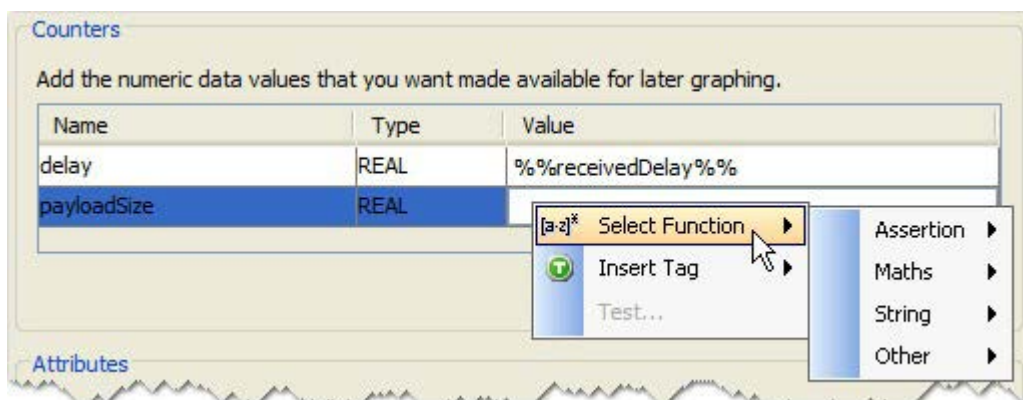 Counters
Add the numeric data values that you want made available for later graphing.
Name Type Value
delay REAL %%receivedDelay%%
payloadSize REAL
[a-z]* Select Function
Assertion
T Insert Tag
Maths
Test...
String
Other
Attributes